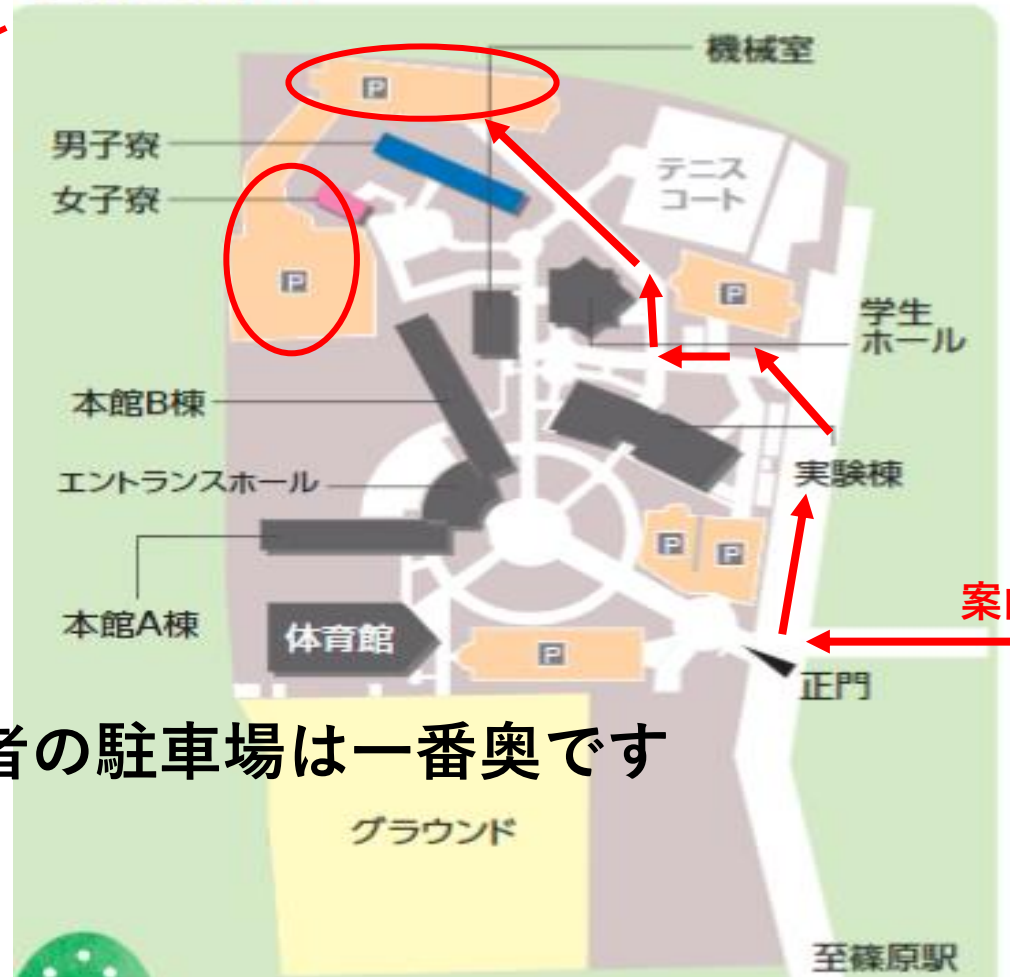 機械室
P
男子寮
テニス
コート
女子寮
P
P
学生
ホール
本館B棟
エントランスホール
実験棟
P
P
本館A棟
体育館
P
案
正門
者の駐車場は一番奥です
グラウンド
至篠原駅